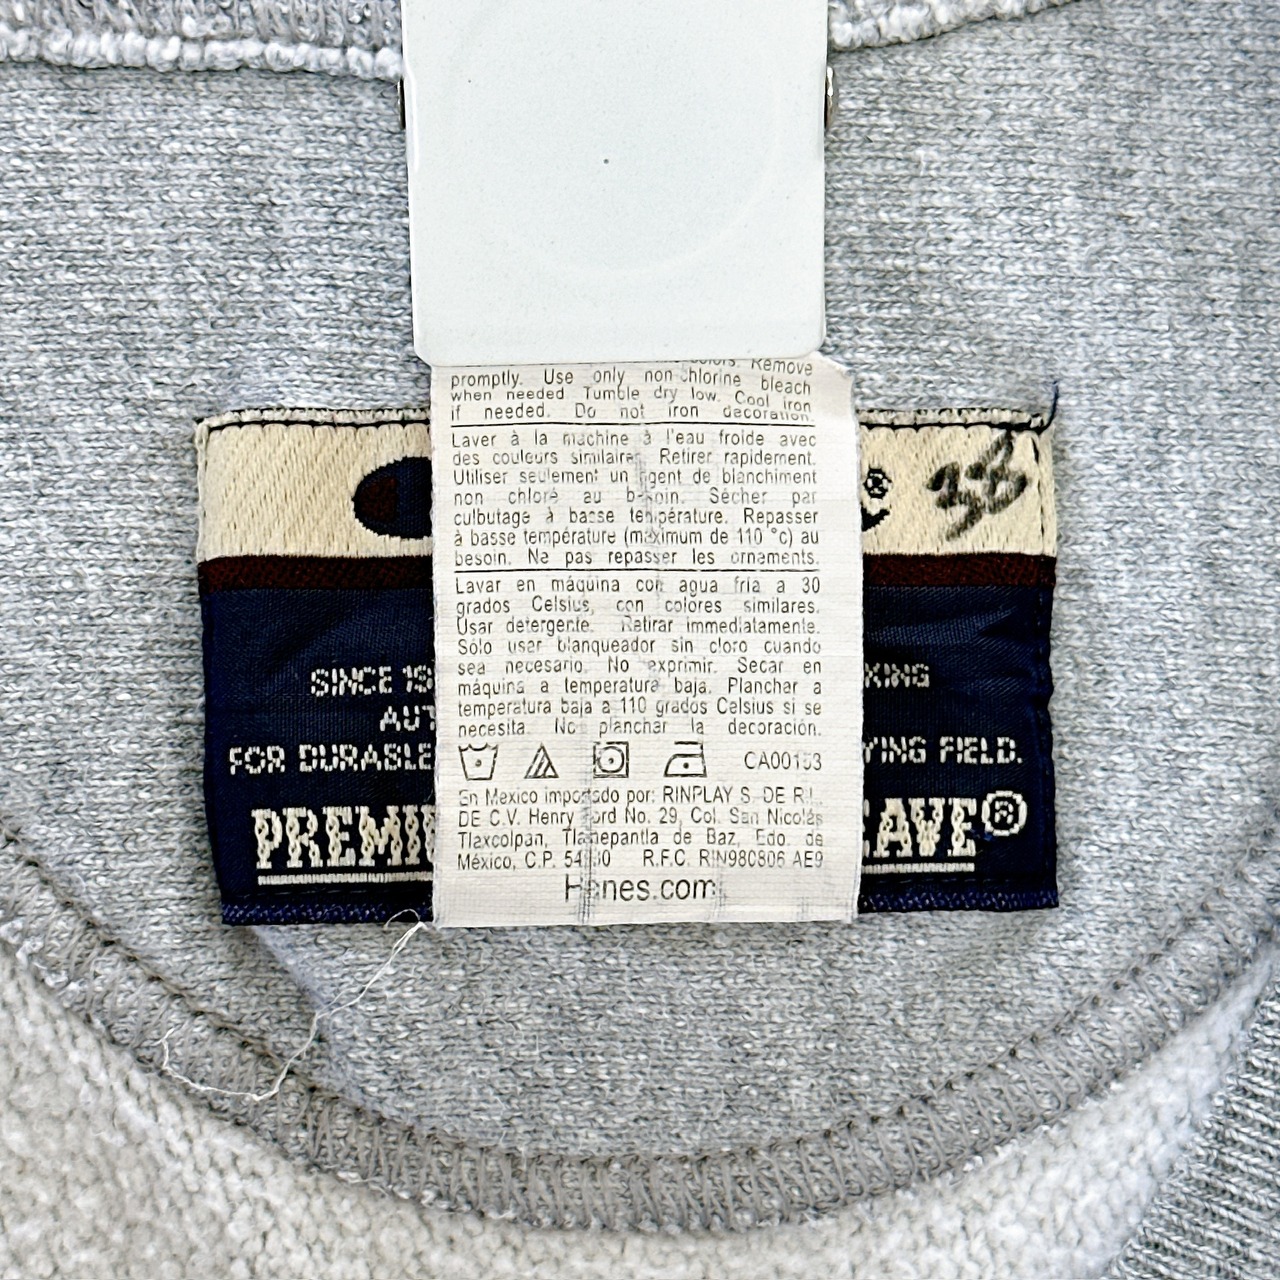 colors. Remove
promptly. Use only non-chlorine bleach
when needed Tumble dry low. Cool iron
if needed. Do not iron decoration.
Laver à la machine à l'eau froide avec
des couleurs similaires. Retirer rapidement.
Utiliser seulement un agent de blanchiment
non chloré au besoin. Sécher par
culbutage à basse température. Repasser
à basse température (maximum de 110 °c) au
besoin. Ne pas repasser les ornaments.
Lavar en máquina con agua fria a 30
grados Celsius, con colores similares.
Usar detergente. Retirar immediatamente.
Sólo usar blanqueador sin cloro cuando
sea necesario. No exprimir. Secar en
máquina a temperatura baja. Planchar a
temperatura baja a 110 grados Celsius si se
necesita. No planchar la decoración.
CA00153
En Mexico importado por: RINPLAY S. DE R.L.
DE C.V. Henry Ford No. 29, Col. San Nicolás
Tlaxcolpan, Tlanepantla de Baz, Edo. de
México, C.P. 54030 R.F.C. RIN980806 AE9
Hanes.com
®
38
SINCE 19
KING
AUT
FOR DURABLE
YING FIELD.
PREMI
EAVE®